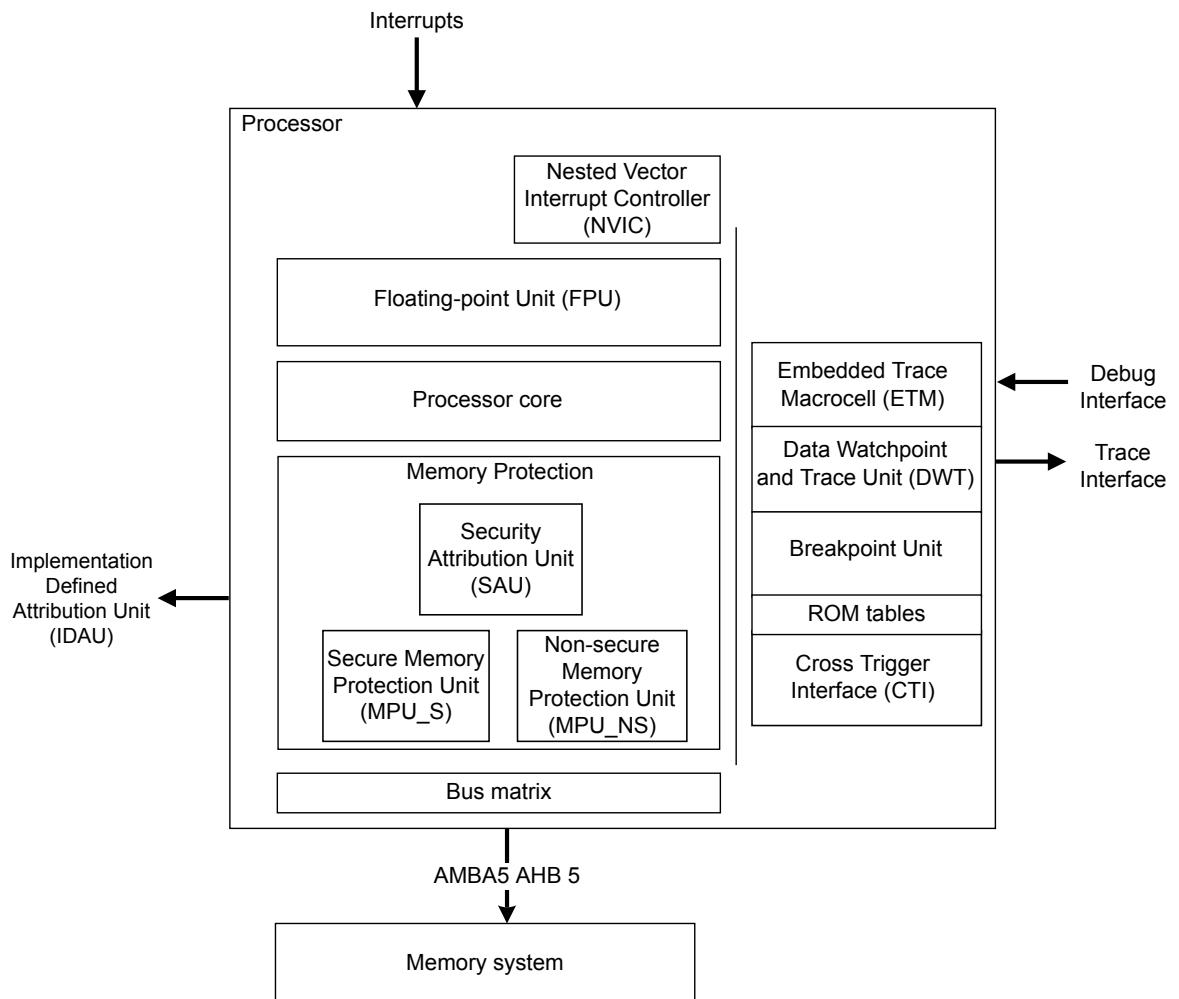 Interrupts
Processor
Nested Vector
Interrupt Controller
(NVIC)
Floating-point Unit (FPU)
Processor core
Memory Protection
Security
Attribution Unit
(SAU)
Secure Memory
Protection Unit
(MPU_S)
Non-secure
Memory
Protection Unit
(MPU_NS)
Bus matrix
Embedded Trace
Macrocell (ETM)
Data Watchpoint
and Trace Unit (DWT)
Breakpoint Unit
ROM tables
Cross Trigger
Interface (CTI)
Debug
Interface
Trace
Interface
Implementation
Defined
Attribution Unit
(IDAU)
AMBA5 AHB 5
Memory system